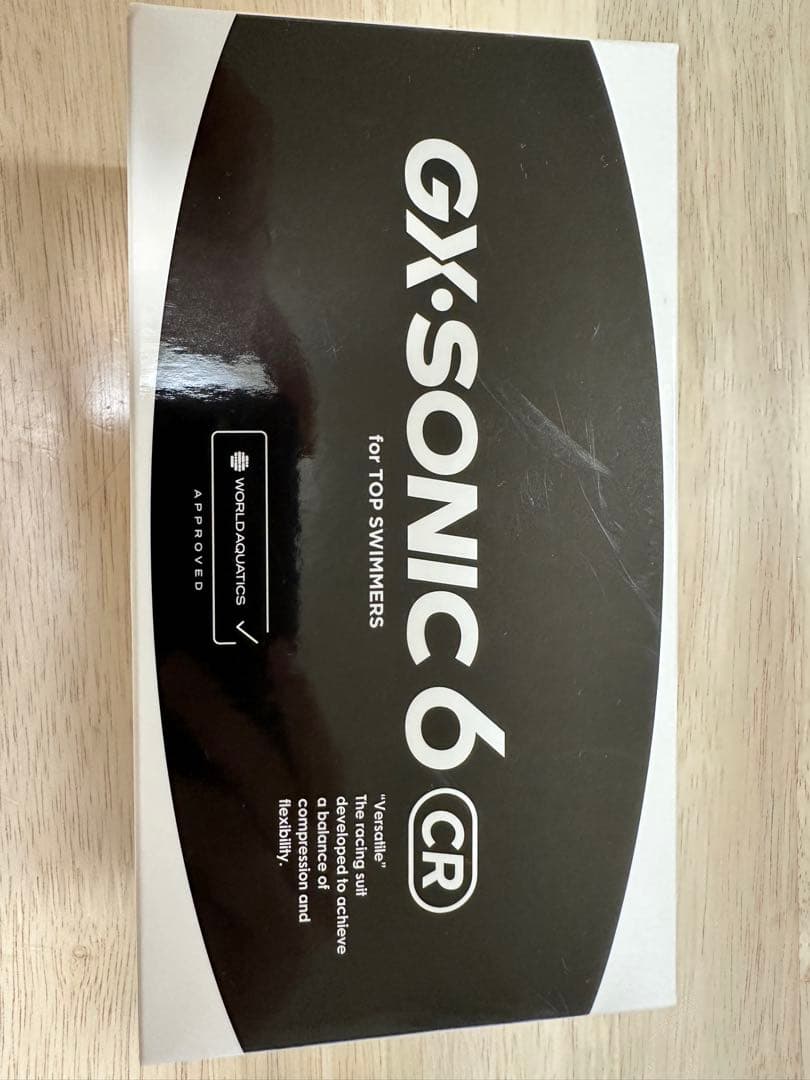 GX·SONIC 6 CR
for TOP SWIMMERS
"Versatile"
The racing suit
developed to achieve
a balance of
compression and
flexibility.
WORLDAQUATICS
APPROVED